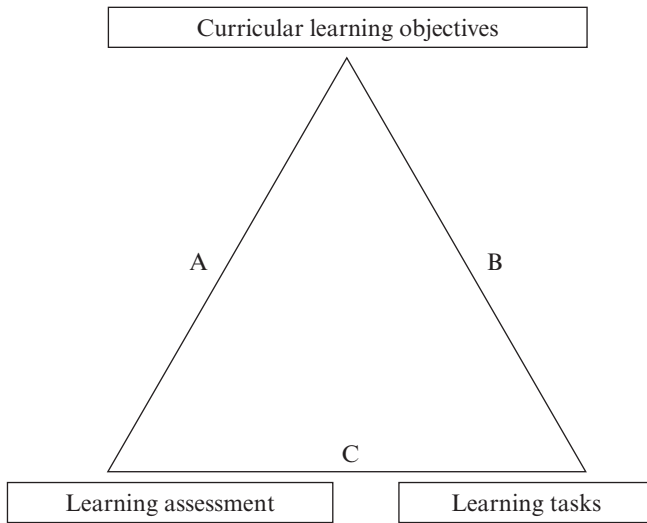 Curricular learning objectives
A
B
C
Learning assessment
Learning tasks